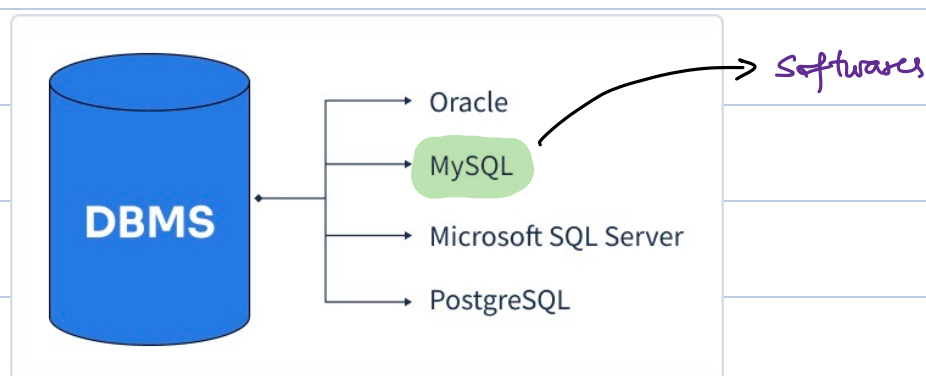 Softwares
Oracle
MySQL
DBMS
Microsoft SQL Server
PostgreSQL